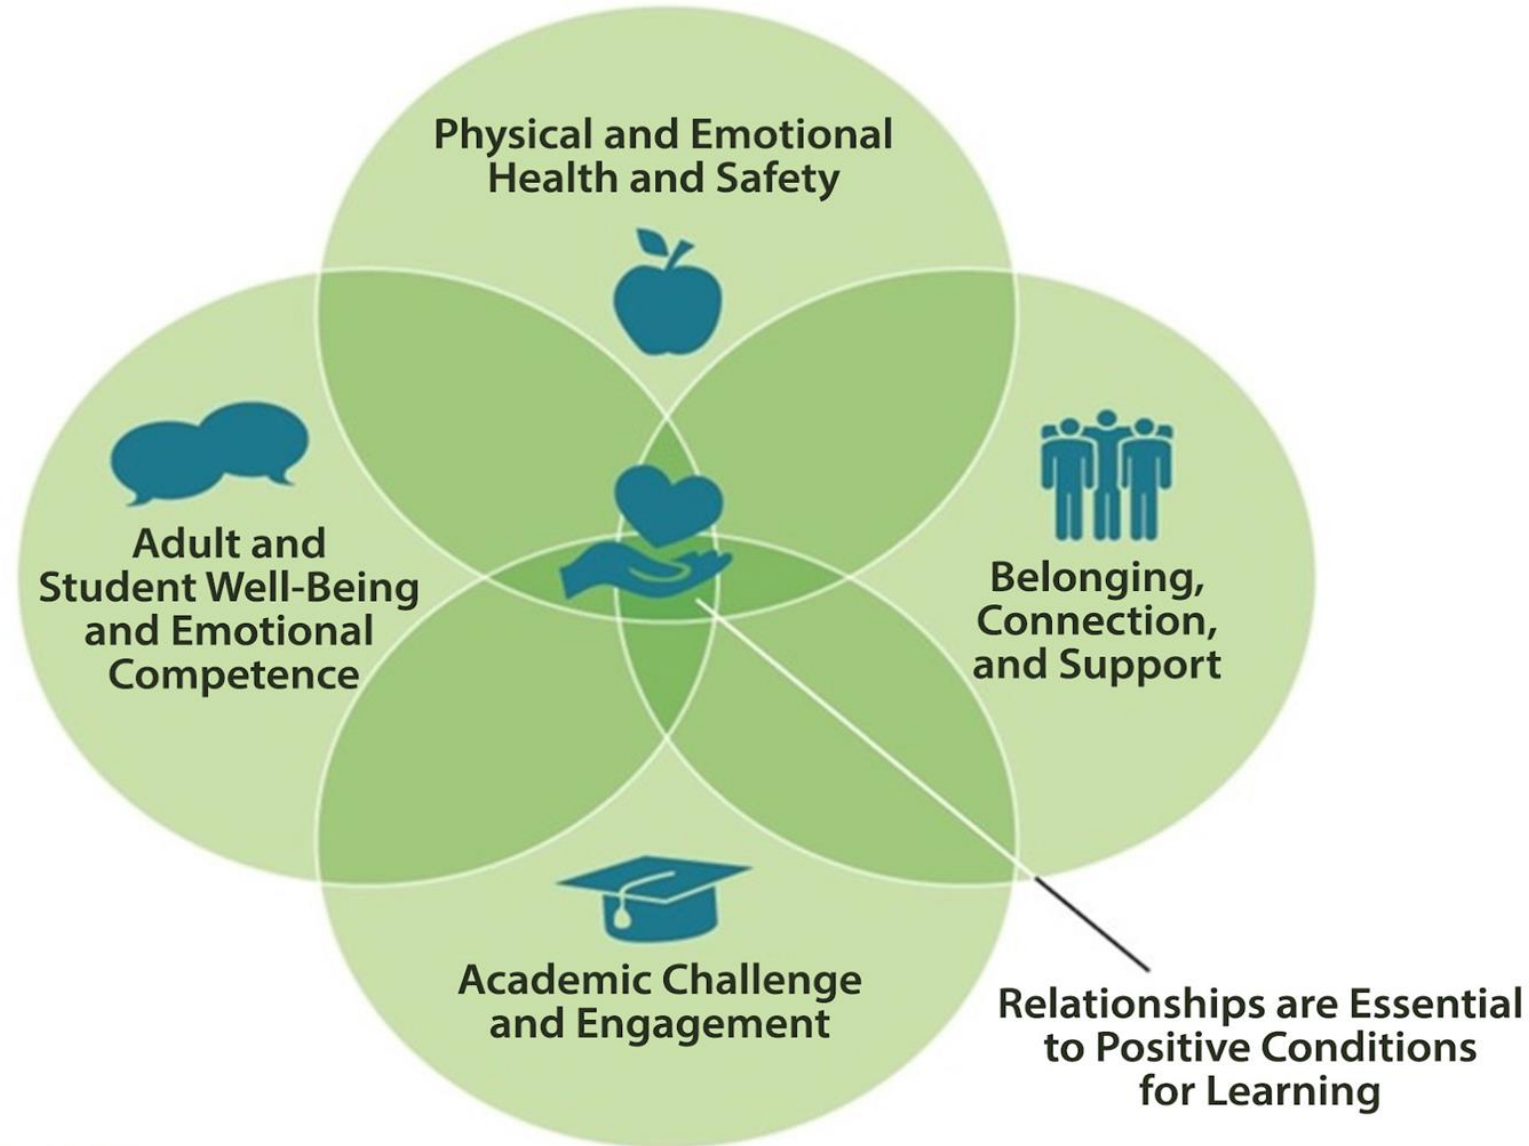 Physical and Emotional
Health and Safety
Adult and
Student Well-Being
and Emotional
Competence
Belonging,
Connection,
and Support
Academic Challenge
and Engagement
Relationships are Essential
to Positive Conditions
for Learning